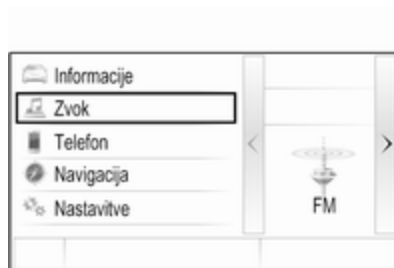 Informacije
Zvok
Telefon
Navigacija
Nastavitve
FM